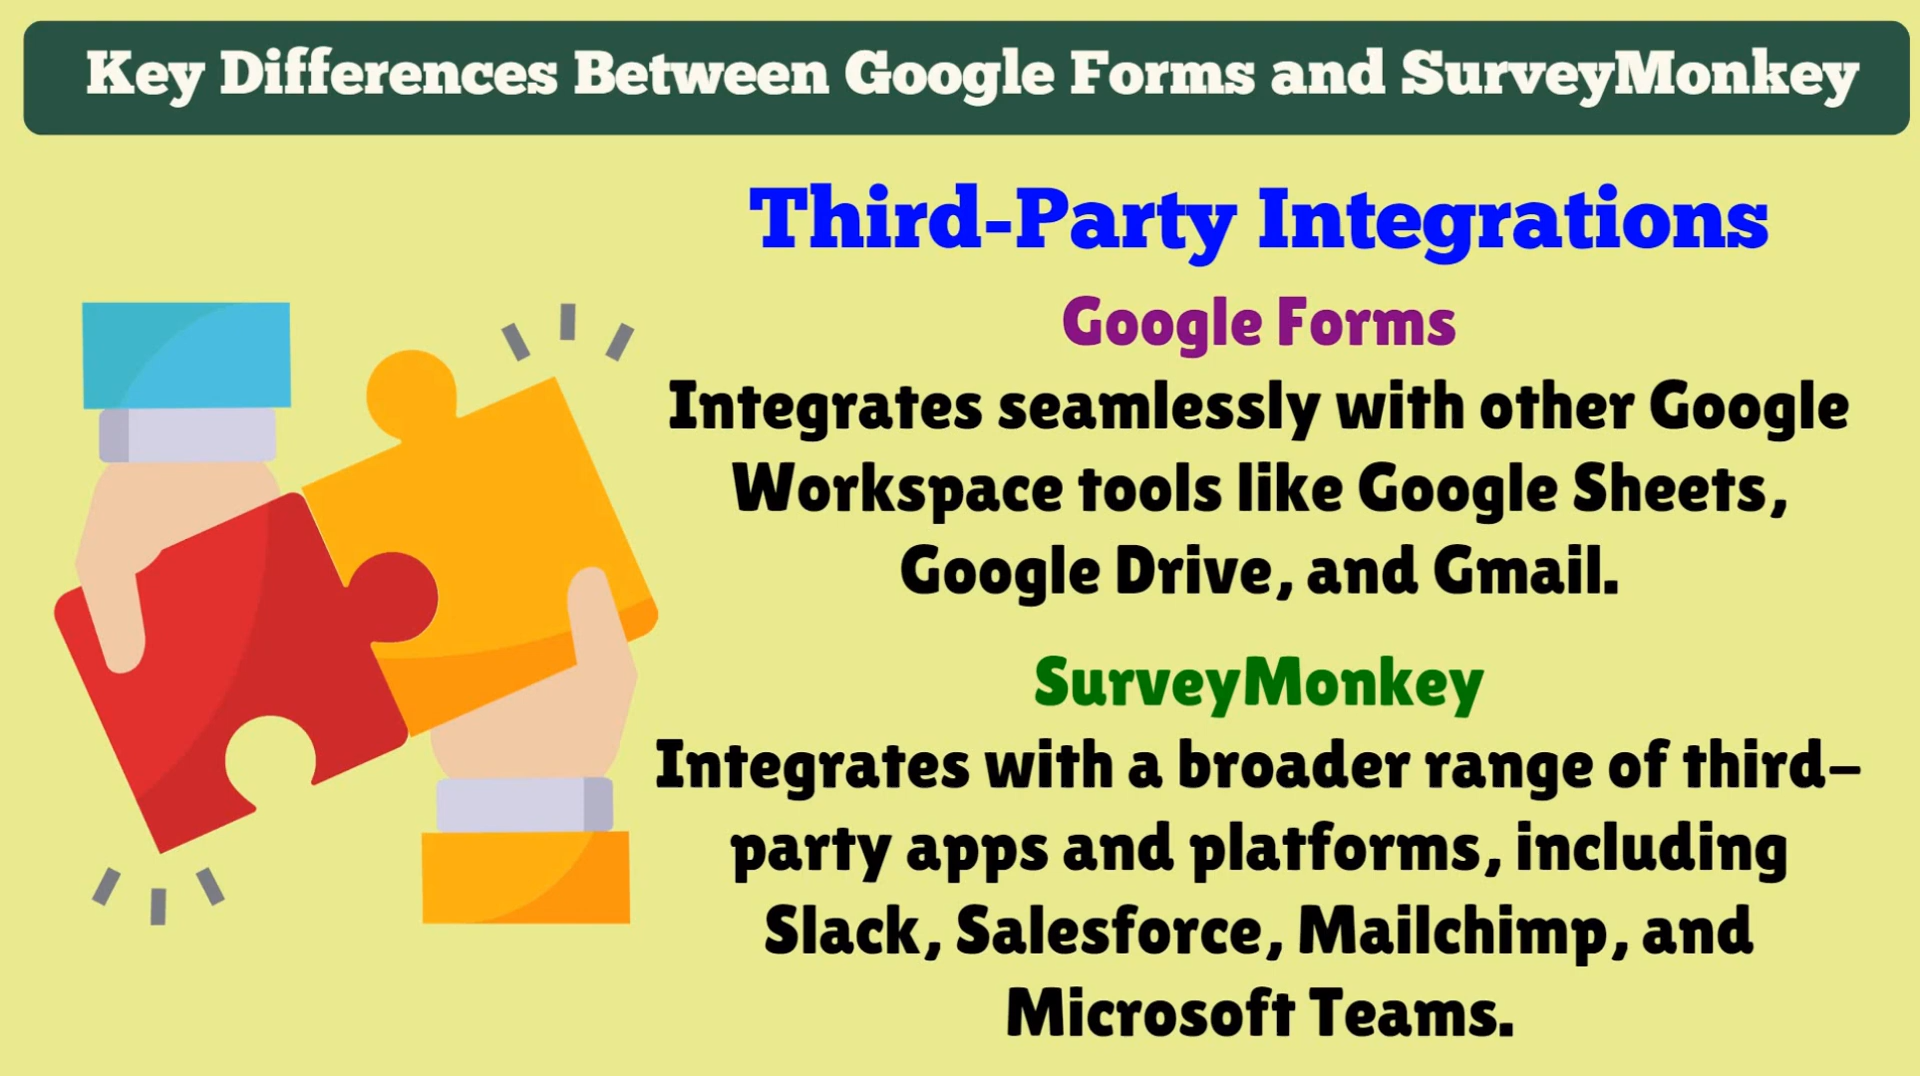 Key Differences Between Google Forms and SurveyMonkey
Third-Party Integrations
Google Forms
Integrates seamlessly with other Google
Workspace tools like Google Sheets,
Google Drive, and Gmail.
SurveyMonkey
Integrates with a broader range of third-
party apps and platforms, including
Slack, Salesforce, Mailchimp, and
Microsoft Teams.